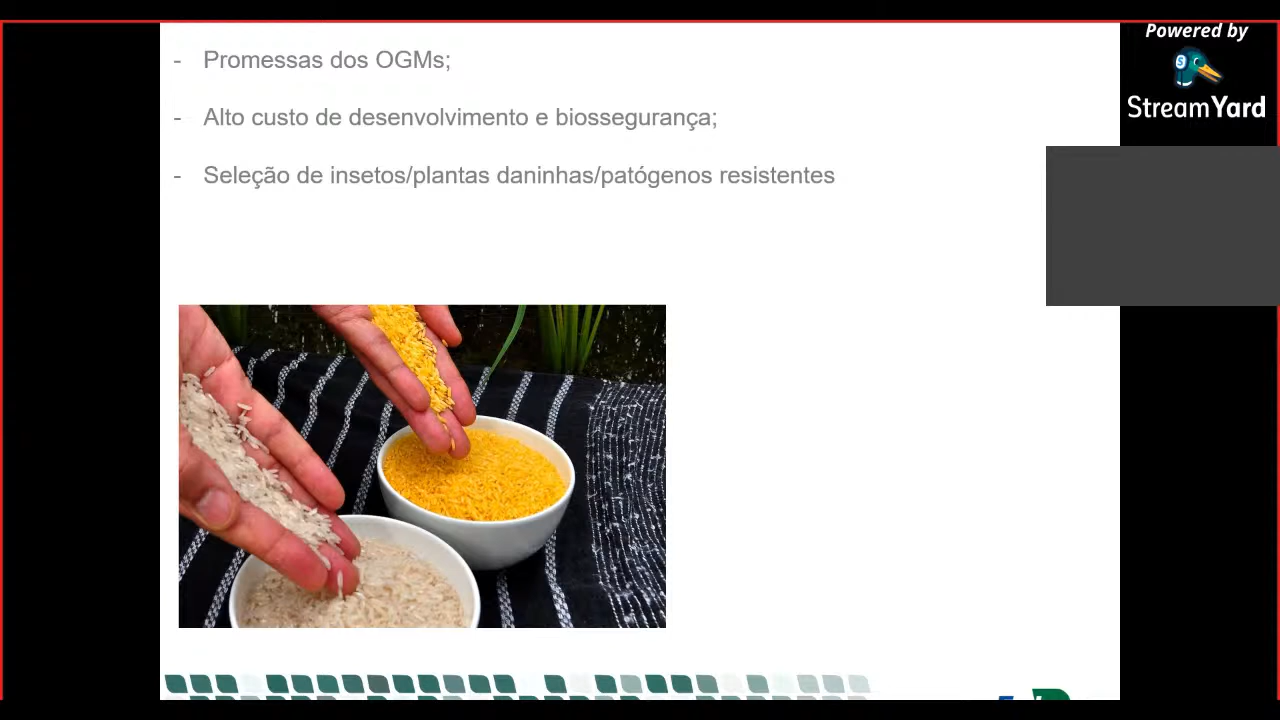 - Promessas dos OGMs;
- Alto custo de desenvolvimento e biossegurança;
- Seleção de insetos/plantas daninhas/patógenos resistentes
Powered by
StreamYard